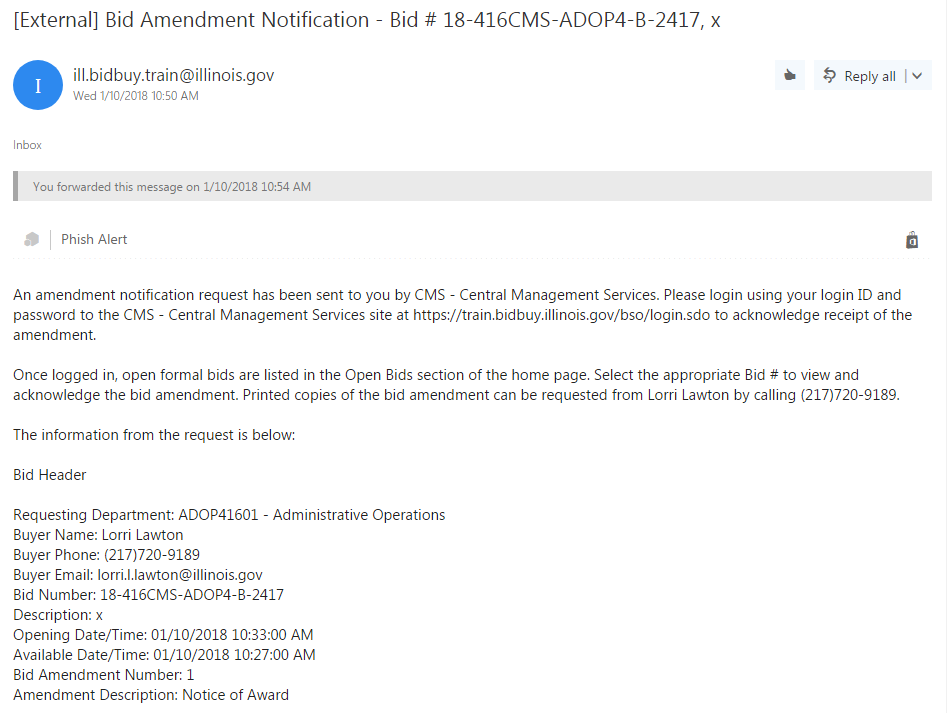 [External] Bid Amendment Notification - Bid # 18-416CMS-ADOP4-B-2417, x
I
ill.bidbuy.train@illinois.gov
Wed 1/10/2018 10:50 AM
Reply all
Inbox
You forwarded this message on 1/10/2018 10:54 AM
Phish Alert
An amendment notification request has been sent to you by CMS - Central Management Services. Please login using your login ID and
password to the CMS - Central Management Services site at https://train.bidbuy.illinois.gov/bso/login.sdo to acknowledge receipt of the
amendment.
Once logged in, open formal bids are listed in the Open Bids section of the home page. Select the appropriate Bid # to view and
acknowledge the bid amendment. Printed copies of the bid amendment can be requested from Lorri Lawton by calling (217)720-9189.
The information from the request is below:
Bid Header
Requesting Department: ADOP41601 - Administrative Operations
Buyer Name: Lorri Lawton
Buyer Phone: (217)720-9189
Buyer Email: lorri.l.lawton@illinois.gov
Bid Number: 18-416CMS-ADOP4-B-2417
Description: x
Opening Date/Time: 01/10/2018 10:33:00 AM
Available Date/Time: 01/10/2018 10:27:00 AM
Bid Amendment Number: 1
Amendment Description: Notice of Award